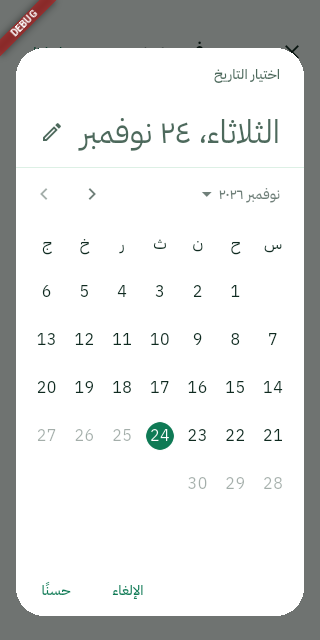 DEBUG
اختيار التاريخ
الثلاثاء، ٢٤ نوفمبر
نوفمبر ٢٠٢٦
س ح ن ث ر خ ج
1 2 3 4 5 6
7 8 9 10 11 12 13
14 15 16 17 18 19 20
21 22 23 24 25 26 27
28 29 30
الإلغاء حسنًا